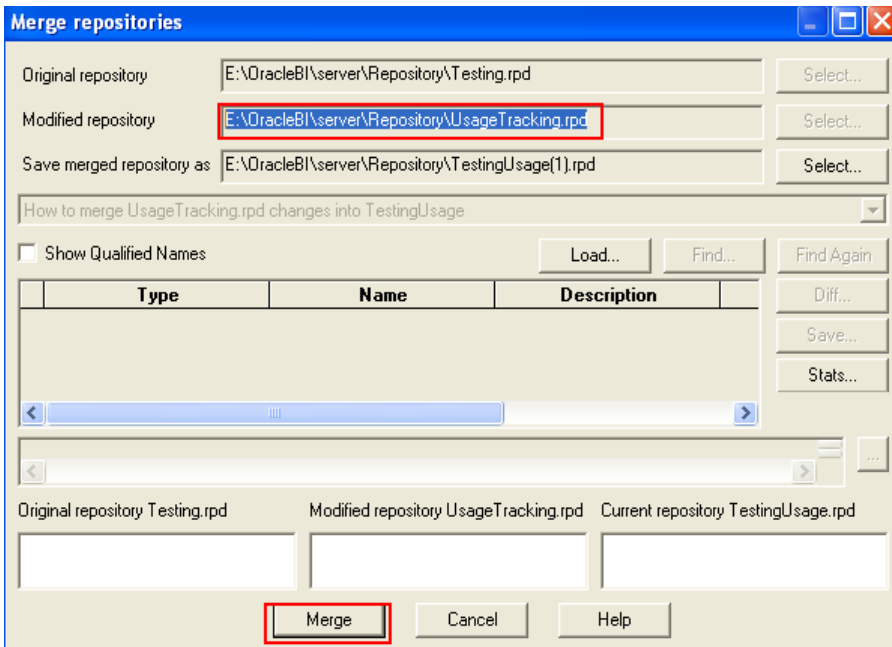 Merge repositories
Original repository E:\OracleBI\server\Repository\Testing.rpd Select...
Modified repository E:\OracleBI\server\Repository\UsageTracking.rpd Select...
Save merged repository as E:\OracleBI\server\Repository\TestingUsage(1).rpd Select...
How to merge UsageTracking.rpd changes into TestingUsage
Show Qualified Names Load... Find... Find Again
Type Name Description Diff...
Save...
Stats...
...
Original repository Testing.rpd Modified repository UsageTracking.rpd Current repository TestingUsage.rpd
Merge Cancel Help